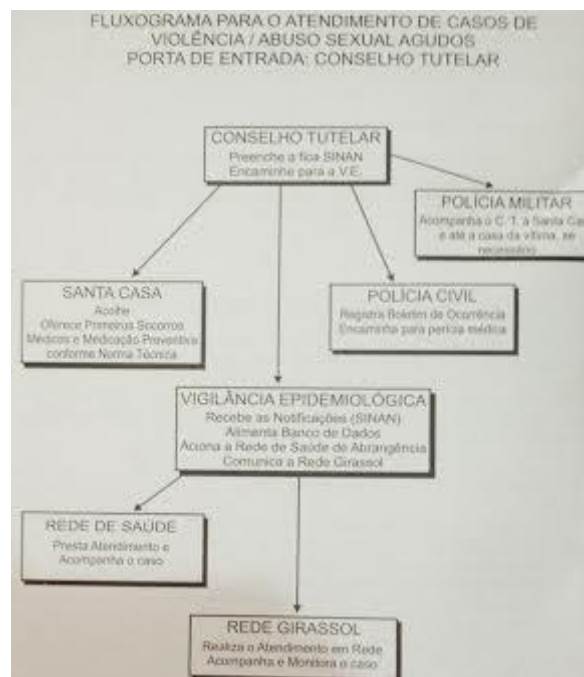 FLUXOGRAMA PARA O ATENDIMENTO DE CASOS DE
VIOLÊNCIA / ABUSO SEXUAL AGUDOS
PORTA DE ENTRADA: CONSELHO TUTELAR
CONSELHO TUTELAR
Preenche a fica SINAN
Encaminhe para a V.E.
POLÍCIA MILITAR
Acompanha o C. T. a Santa Cas
e até a casa da vítima, se
necessário
SANTA CASA
Acolhe
Oferece Primeiros Socorros
Médicos e Medicação Preventiva
conforme Norma Técnica
POLÍCIA CIVIL
Registra Boletim de Ocorrência
Encaminha para perícia médica
VIGILÂNCIA EPIDEMIOLÓGICA
Recebe as Notificações (SINAN)
Alimenta Banco de Dados
Aciona a Rede de Saúde de Abrangência
Comunica a Rede Girassol
REDE DE SAÚDE
Presta Atendimento e
Acompanha o caso
REDE GIRASSOL
Realiza o Atendimento em Rede
Acompanha e Monitora o caso